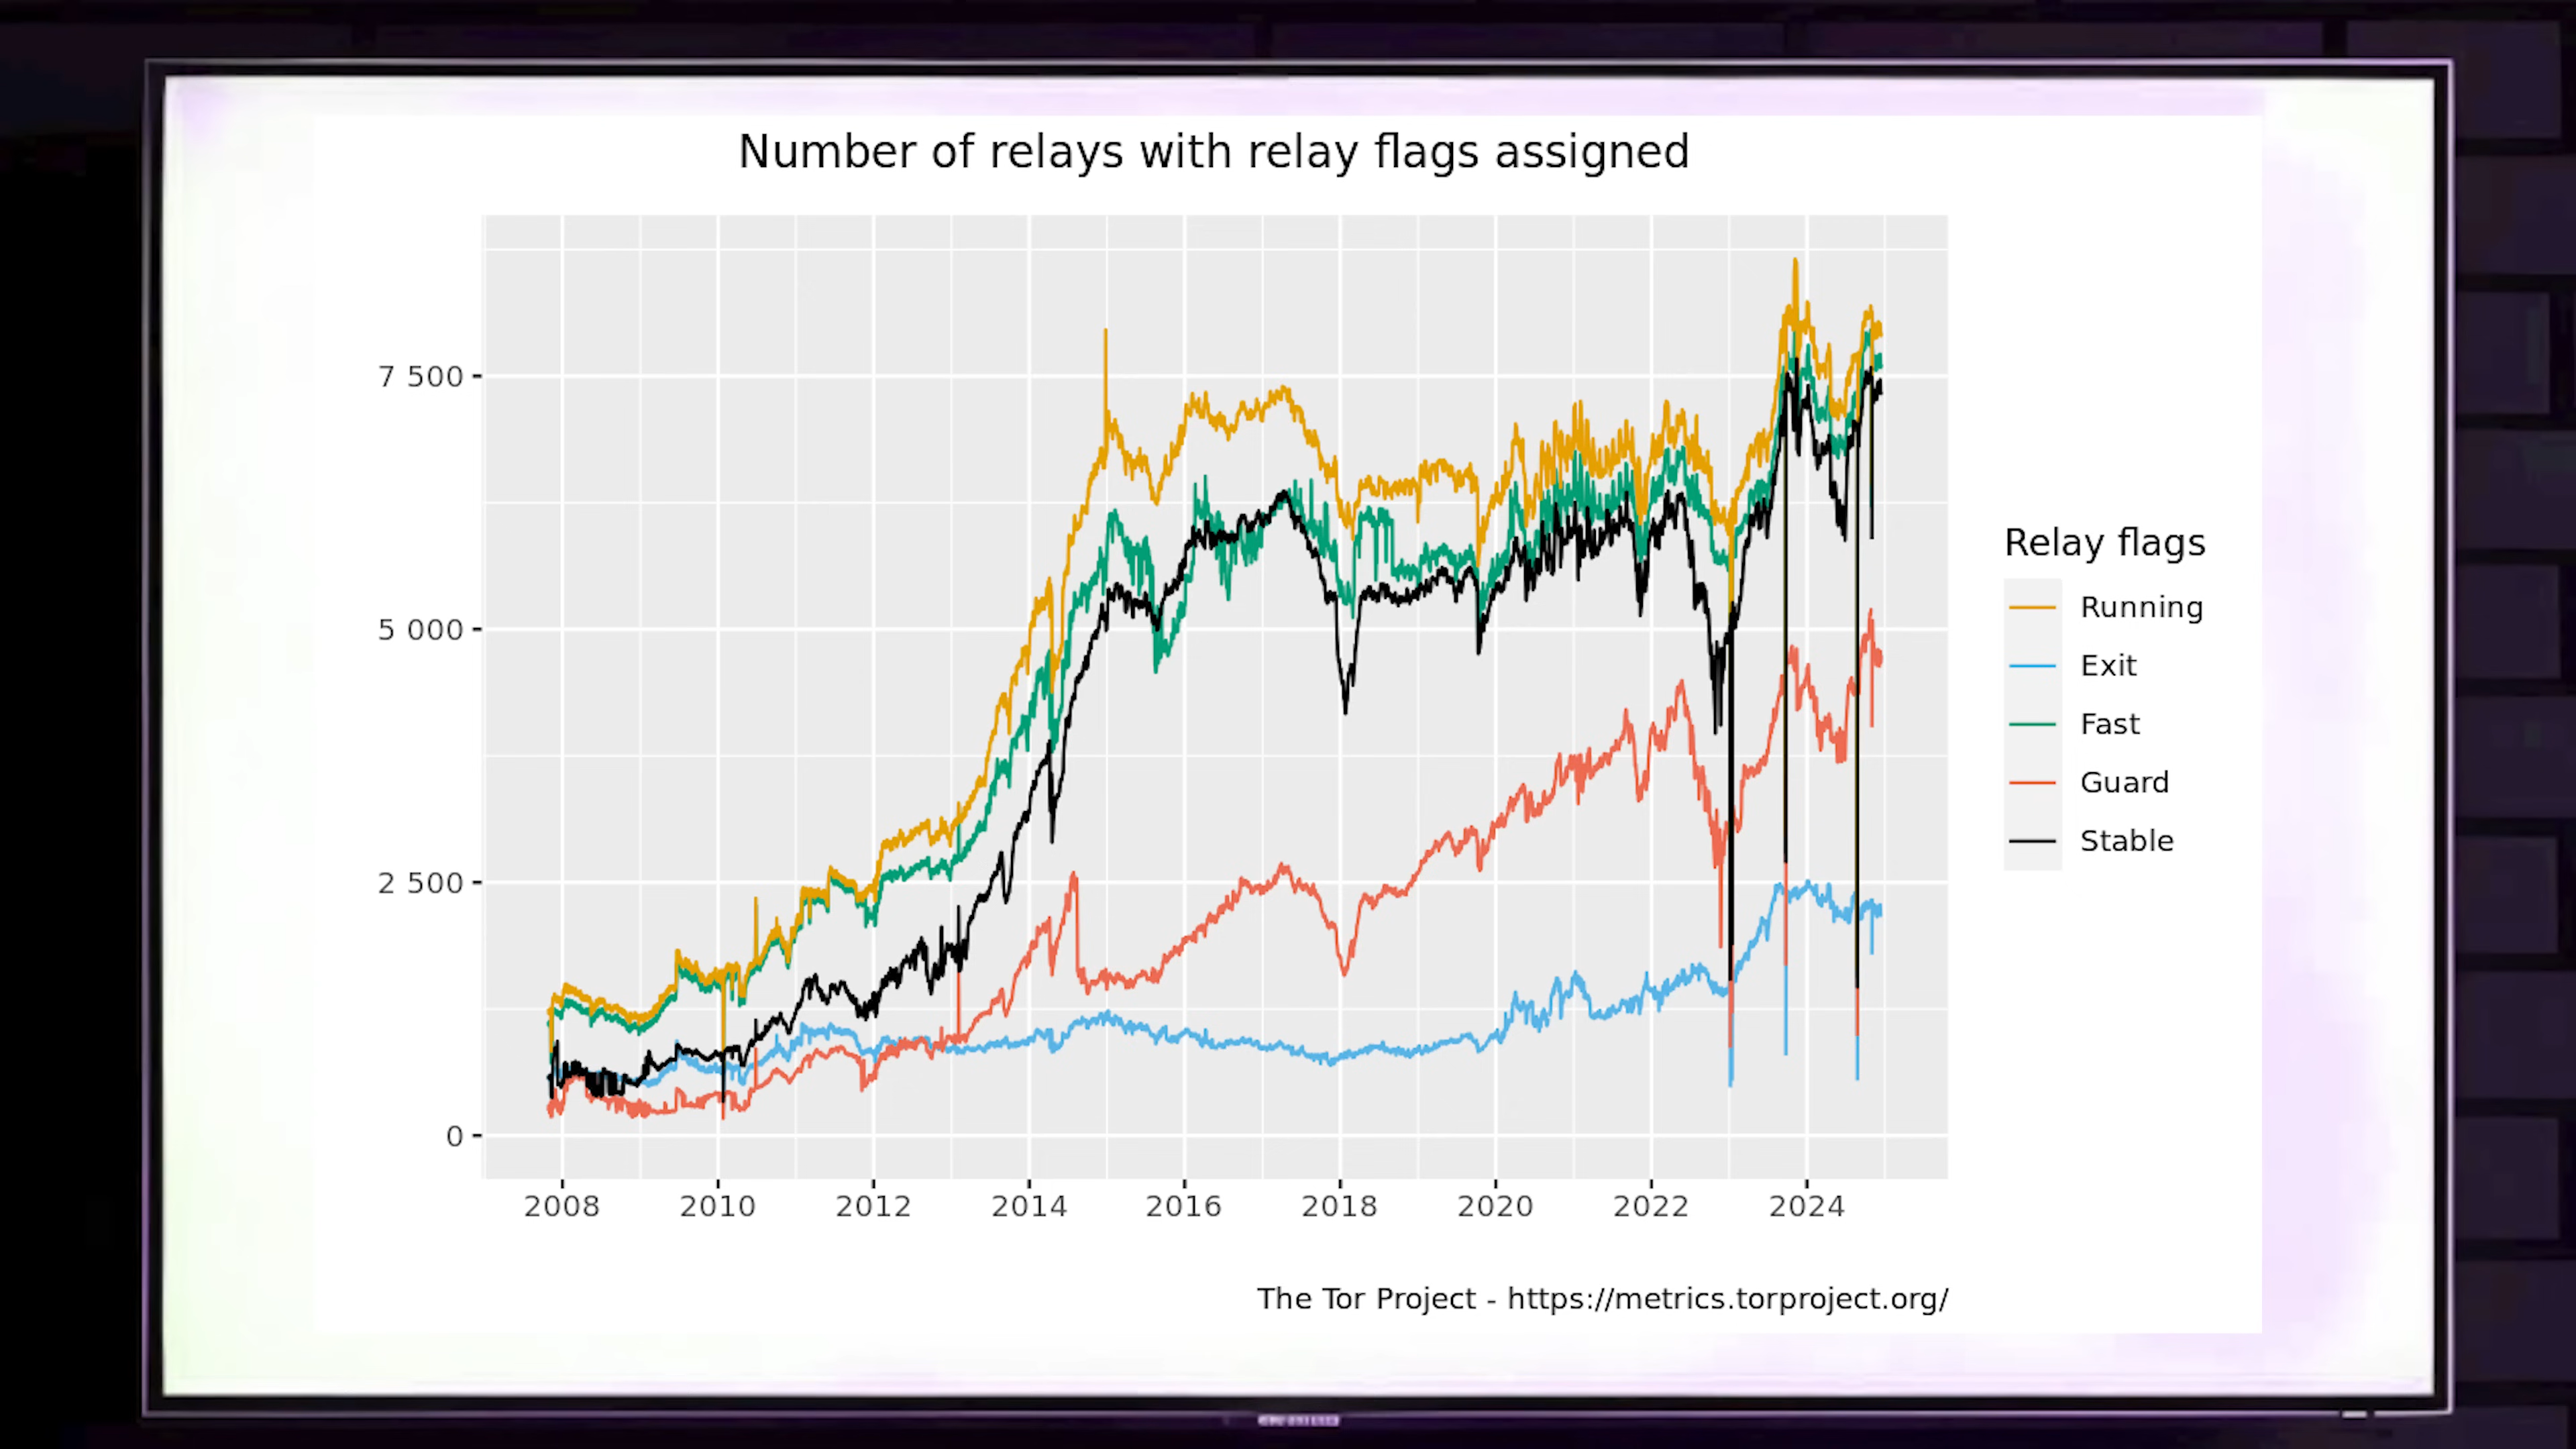 Number of relays with relay flags assigned
7 500
5 000
2 500
0
2008 2010 2012 2014 2016 2018 2020 2022 2024
Relay flags
Running
Exit
Fast
Guard
Stable
The Tor Project - https://metrics.torproject.org/